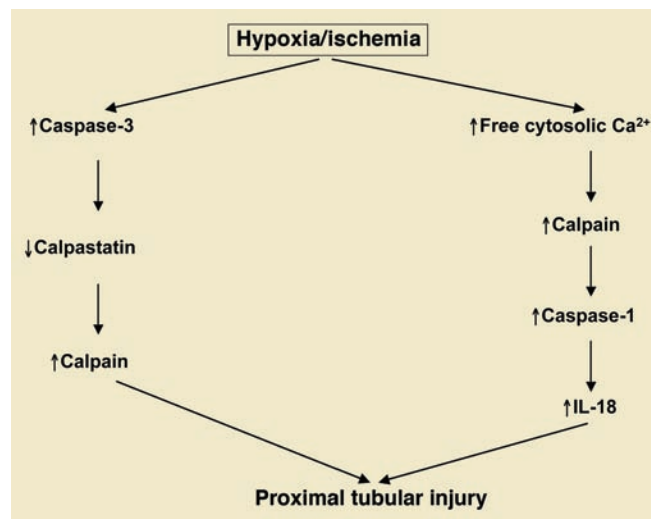 Hypoxia/ischemia
↑Caspase-3
↑Free cytosolic Ca²⁺
↑Calpain
↓Calpastatin
↑Caspase-1
↑Calpain
↑IL-18
Proximal tubular injury